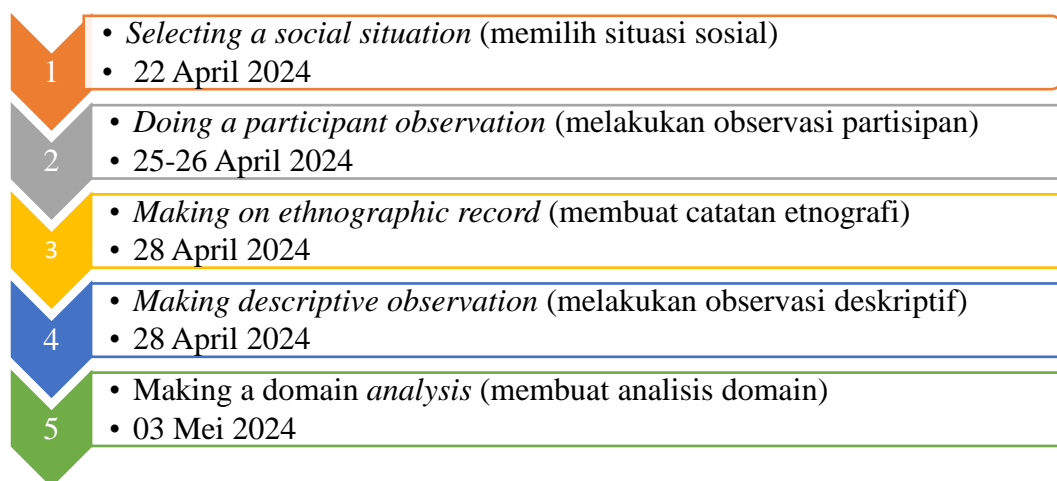 1
• Selecting a social situation (memilih situasi sosial)
• 22 April 2024
2
• Doing a participant observation (melakukan observasi partisipan)
• 25-26 April 2024
3
• Making on ethnographic record (membuat catatan etnografi)
• 28 April 2024
4
• Making descriptive observation (melakukan observasi deskriptif)
• 28 April 2024
5
• Making a domain analysis (membuat analisis domain)
• 03 Mei 2024